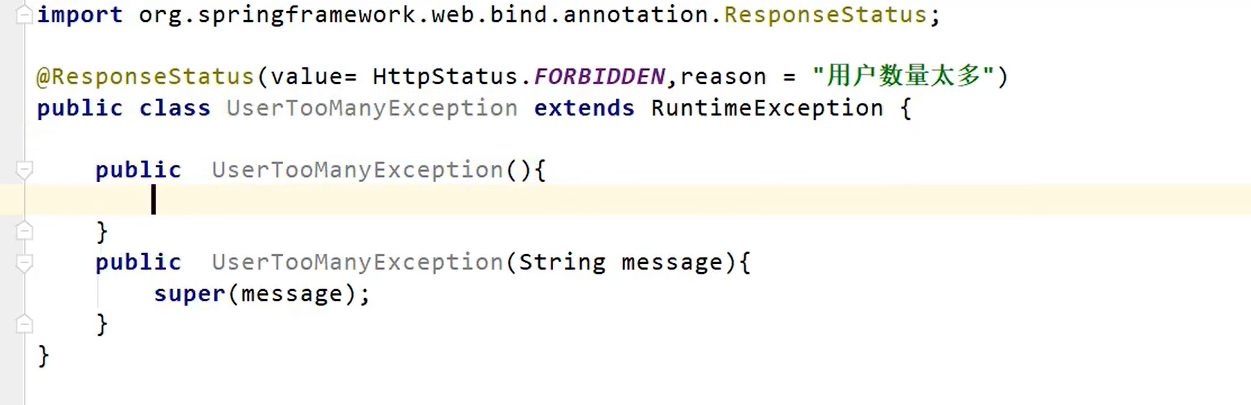 import org.springframework.web.bind.annotation.ResponseStatus;
@ResponseStatus(value= HttpStatus.FORBIDDEN,reason = "用户数量太多")
public class UserTooManyException extends RuntimeException {
public  UserTooManyException(){
}
public  UserTooManyException(String message){
super(message);
}
}